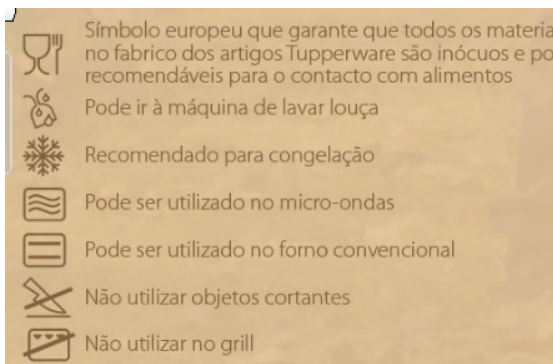 Símbolo europeu que garante que todos os materia
no fabrico dos artigos Tupperware são inócuos e po
recomendáveis para o contacto com alimentos
Pode ir à máquina de lavar louça
Recomendado para congelação
Pode ser utilizado no micro-ondas
Pode ser utilizado no forno convencional
Não utilizar objetos cortantes
Não utilizar no grill